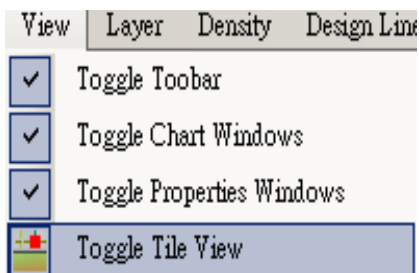 View Layer Density Design Line
Toggle Toobar
Toggle Chart Windows
Toggle Properties Windows
Toggle Tile View